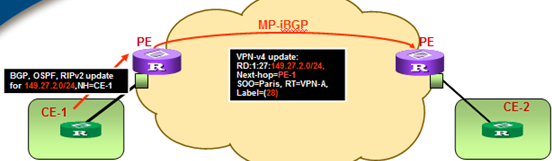 MP-iBGP
PE
PE
VPN-v4 update:
RD:1:27:149.27.2.0/24,
Next-hop=PE-1
SOO=Paris, RT=VPN-A,
Label=(28)
BGP, OSPF, RIPv2 update
for 149.27.2.0/24,NH=CE-1
R
R
CE-1
R
CE-2
R